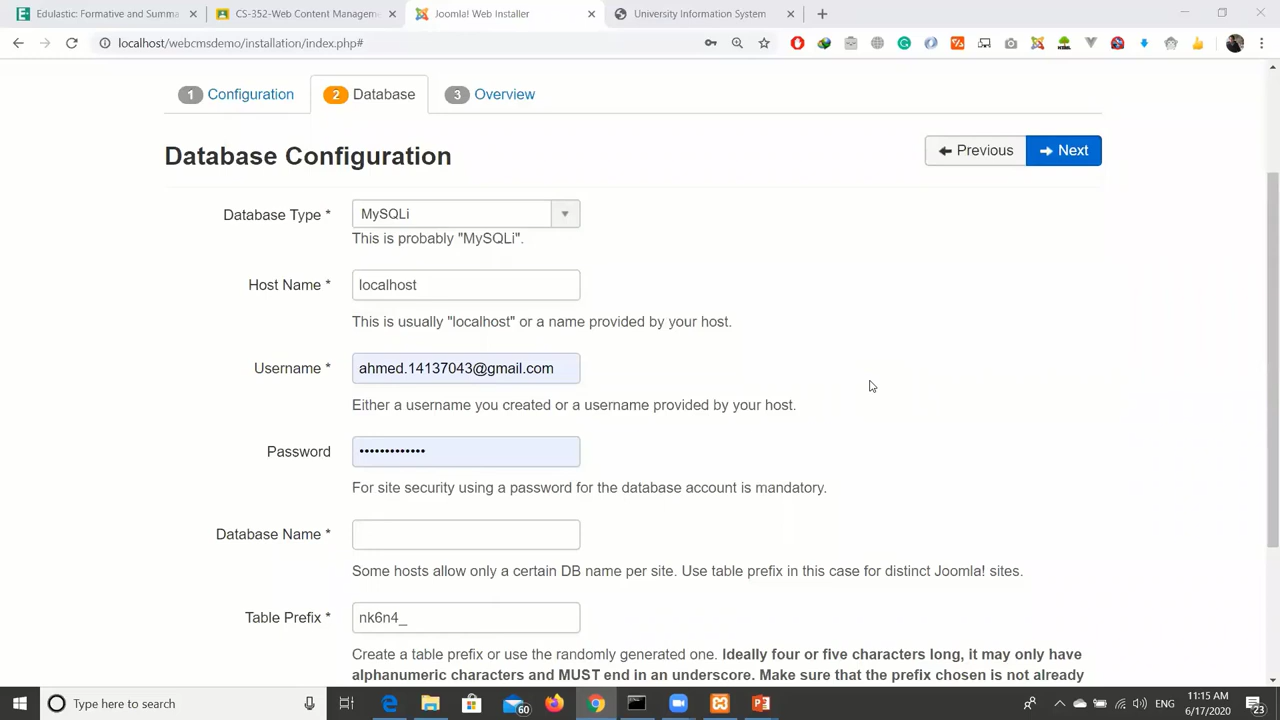 Edulastic: Formative and Summa
CS-352-Web Content Managem
Joomla! Web Installer
University Information System
localhost/webcmsdemo/installation/index.php#
1 Configuration
2 Database
3 Overview
Database Configuration
Previous
Next
Database Type *
MySQLi
This is probably "MySQLi".
Host Name *
localhost
This is usually "localhost" or a name provided by your host.
Username *
ahmed.14137043@gmail.com
Either a username you created or a username provided by your host.
Password
•••••••••••••
For site security using a password for the database account is mandatory.
Database Name *
Some hosts allow only a certain DB name per site. Use table prefix in this case for distinct Joomla! sites.
Table Prefix *
nk6n4_
Create a table prefix or use the randomly generated one. Ideally four or five characters long, it may only have
alphanumeric characters and MUST end in an underscore. Make sure that the prefix chosen is not already
Type here to search
60
ENG
11:15 AM
6/17/2020
23